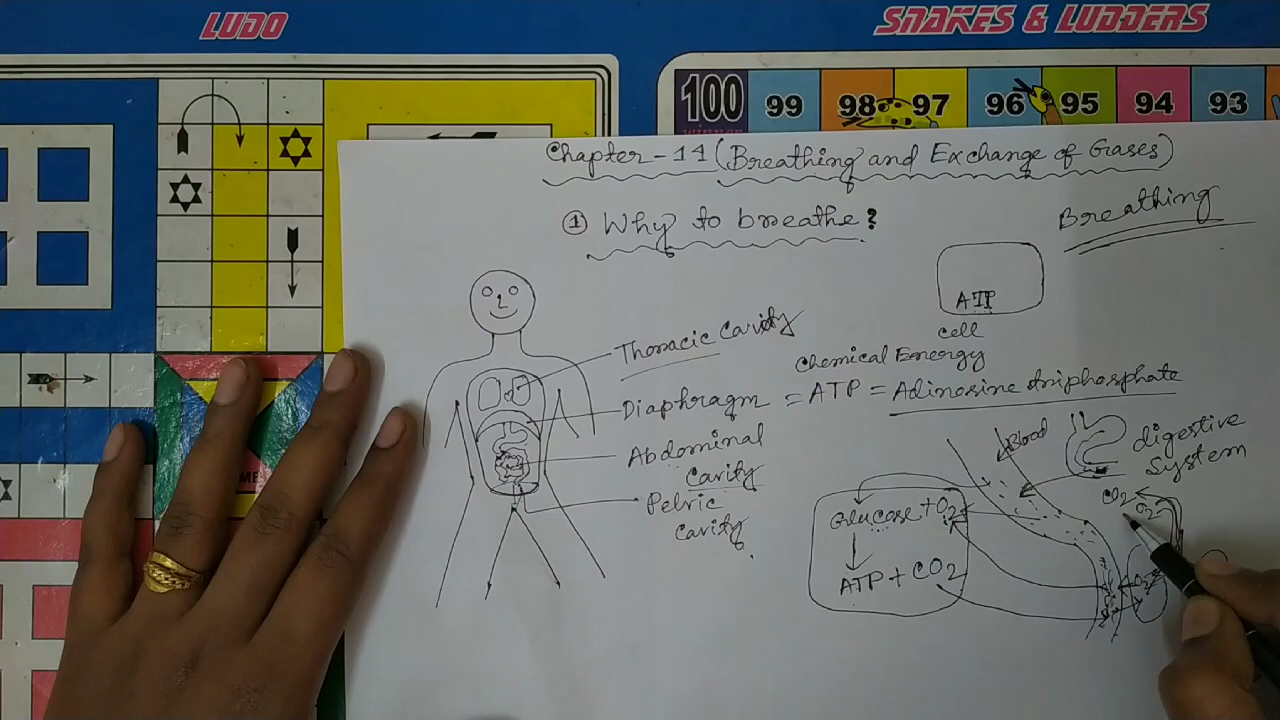 LUDO
SNAKES & LUDDERS
100 99 98 97 96 95 94 93
Chapter-14 (Breathing and Exchange of Gases)
① Why to breathe?
Breathing
ATP
cell
Thoracic Cavity
Chemical Energy
Diaphragm = ATP = Adinosine triphosphate
Abdominal
Cavity
Pelvic
Cavity
Blood
digestive
System
CO2
O2
Glucose + O2
ATP + CO2
O2